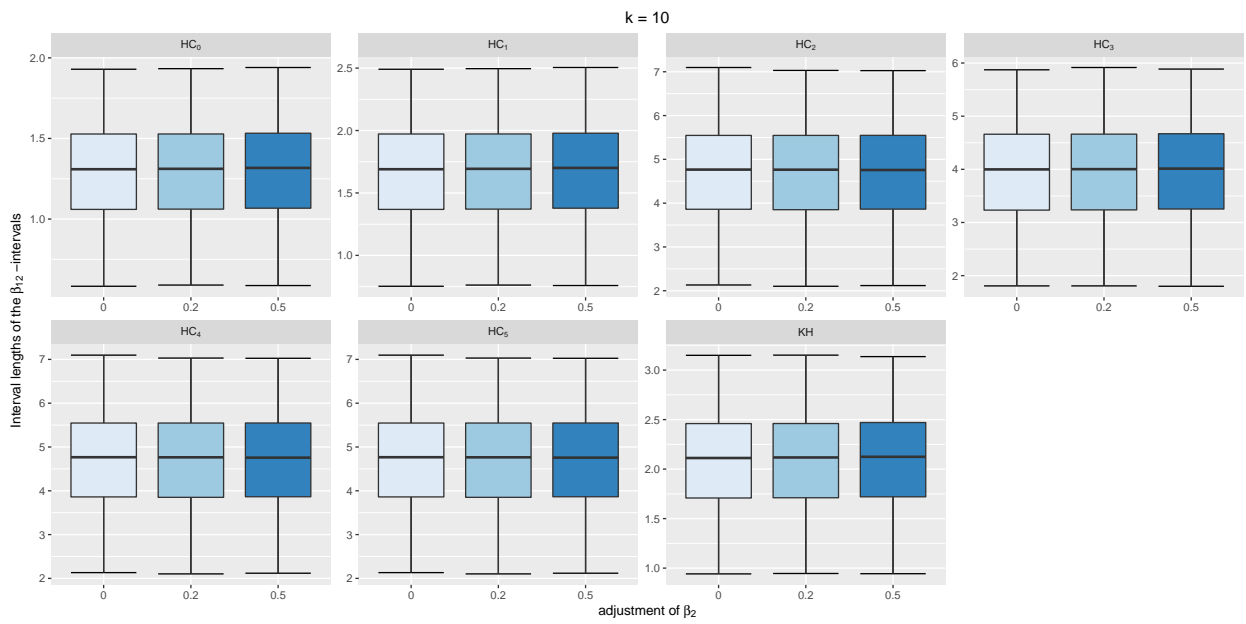 k = 10
HC₀ HC₁ HC₂ HC₃
2.0 1.5 1.0
2.5 2.0 1.5 1.0
7 6 5 4 3 2
6 5 4 3 2
0 0.2 0.5 0 0.2 0.5 0 0.2 0.5 0 0.2 0.5
Interval lengths of the β₁₂ −intervals
HC₄ HC₅ KH
7 6 5 4 3 2
7 6 5 4 3 2
3.0 2.5 2.0 1.5 1.0
0 0.2 0.5 0 0.2 0.5 0 0.2 0.5
adjustment of β₂